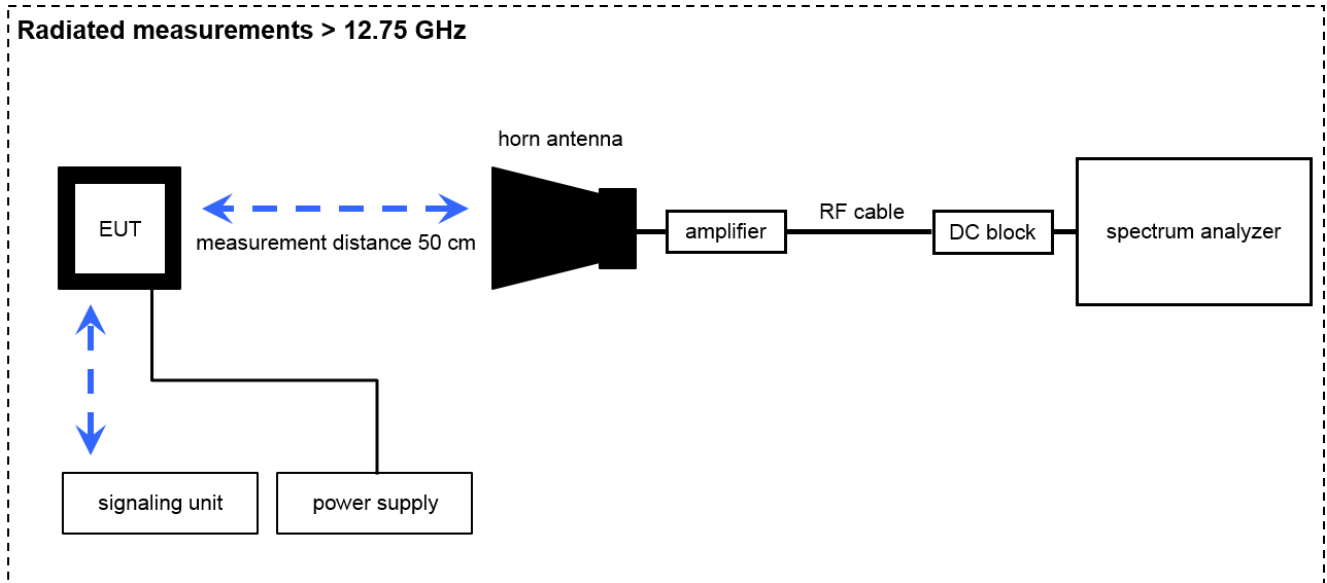 Radiated measurements > 12.75 GHz
horn antenna
EUT
measurement distance 50 cm
amplifier
RF cable
DC block
spectrum analyzer
signaling unit
power supply